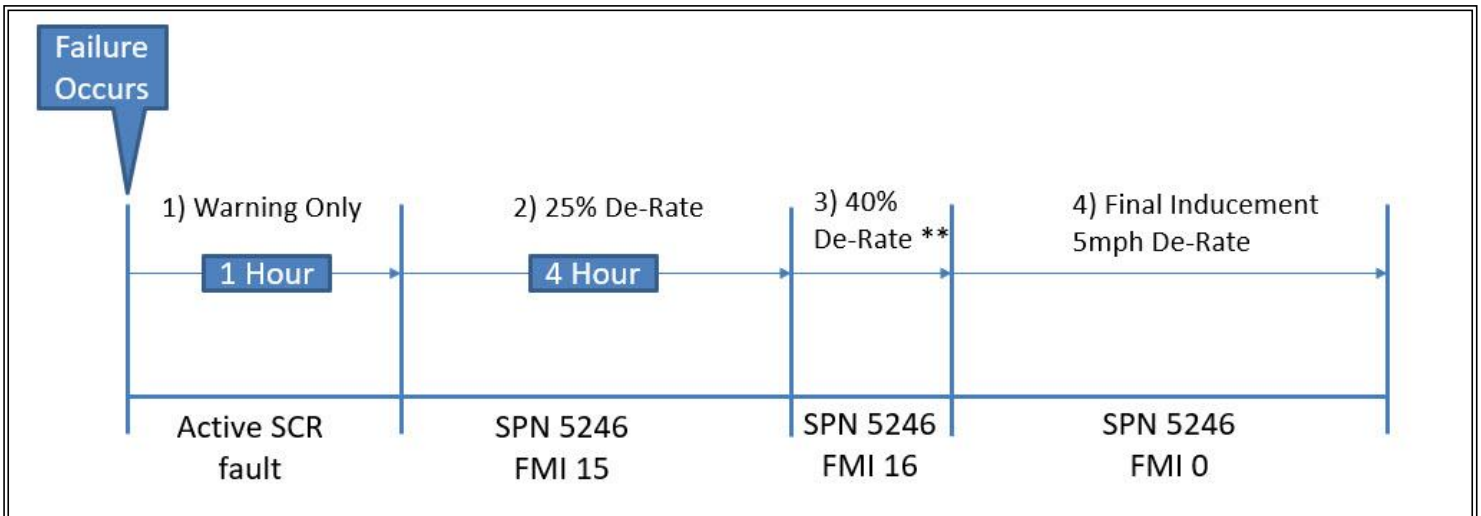 Failure
Occurs
1) Warning Only
2) 25% De-Rate
3) 40%
De-Rate **
4) Final Inducement
5mph De-Rate
1 Hour
4 Hour
Active SCR
fault
SPN 5246
FMI 15
SPN 5246
FMI 16
SPN 5246
FMI 0